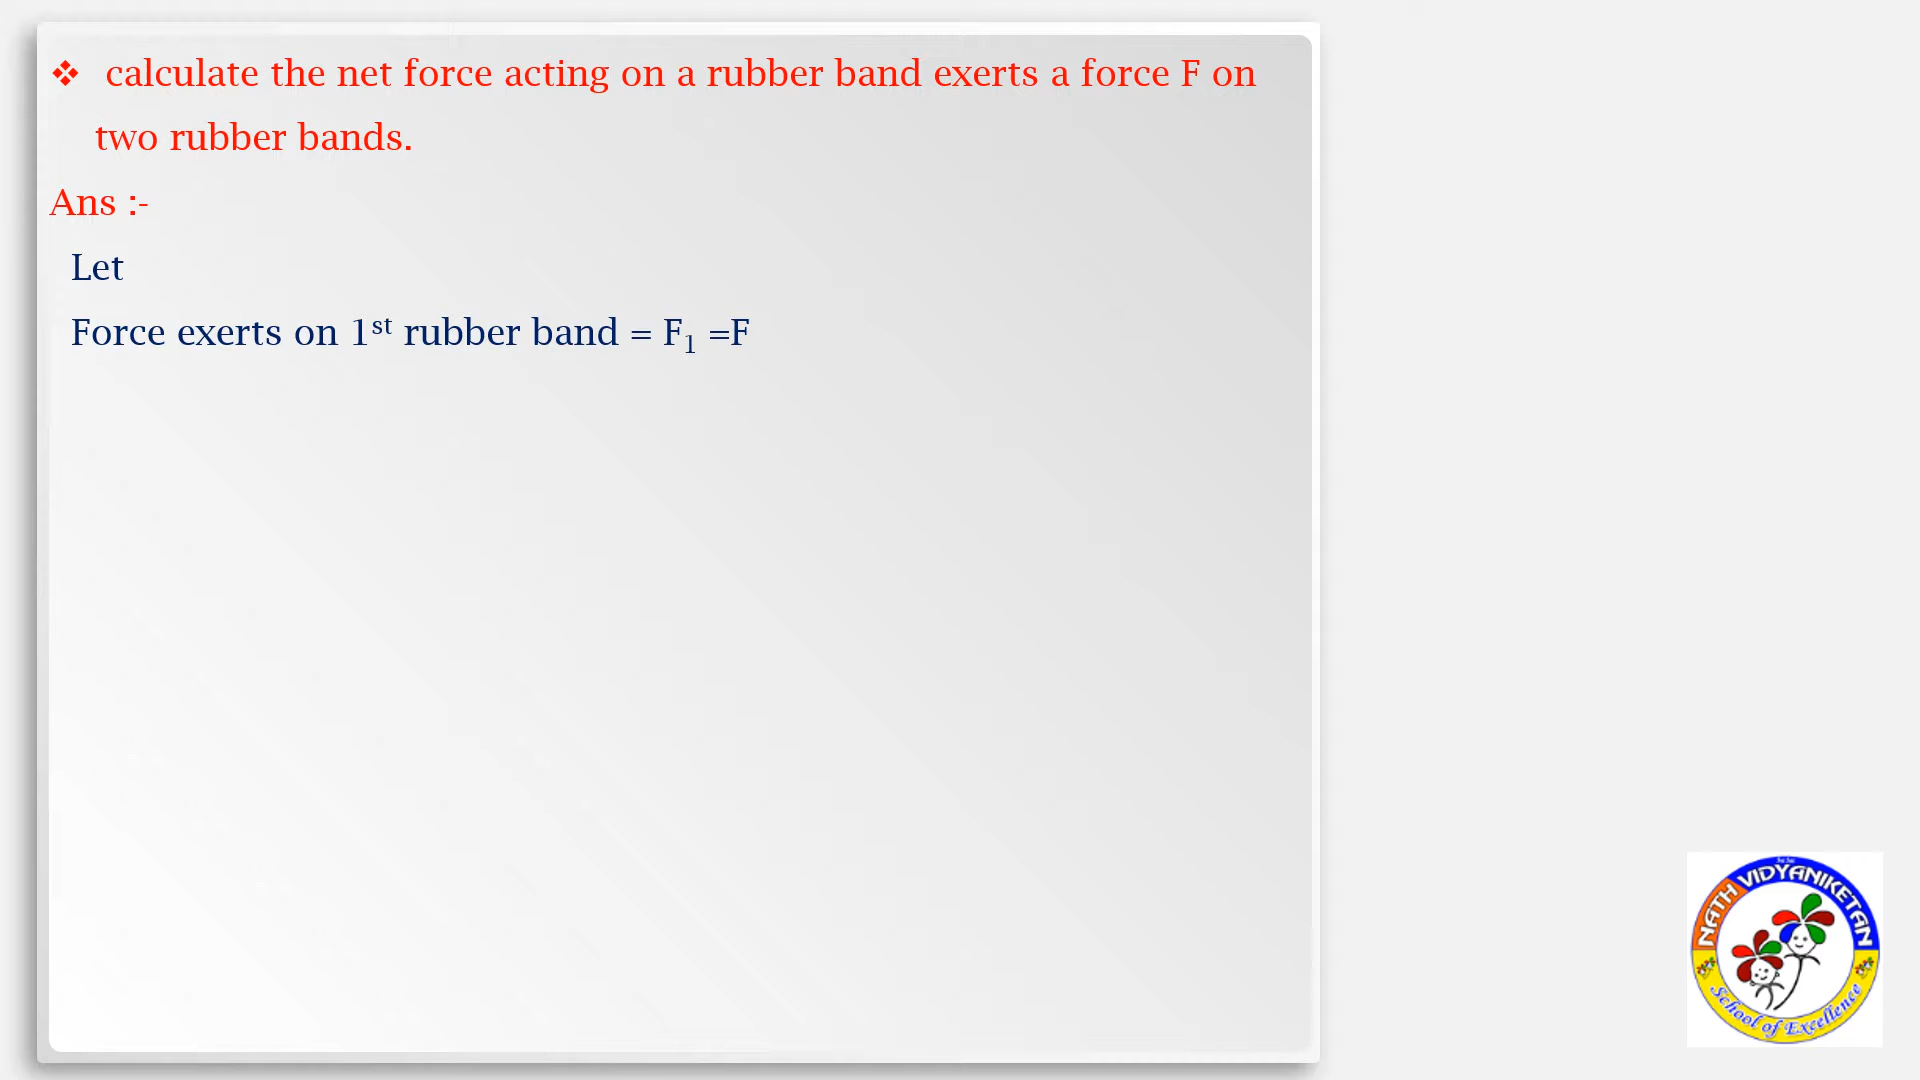 ❖ calculate the net force acting on a rubber band exerts a force F on
two rubber bands.
Ans :-
Let
Force exerts on 1st rubber band = F1 =F
NATH VIDYANIKETAN
School of Excellence